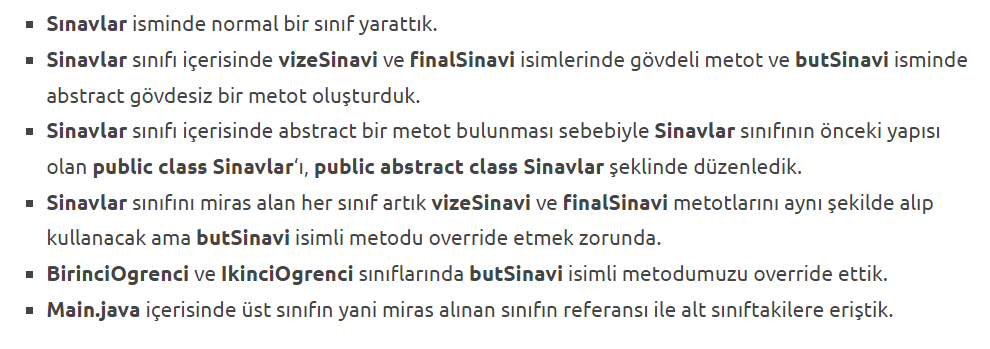 Sınavlar isminde normal bir sınıf yarattık.
Sinavlar sınıfı içerisinde vizeSinavi ve finalSinavi isimlerinde gövdeli metot ve butSinavi isminde
abstract gövdesiz bir metot oluşturduk.
Sinavlar sınıfı içerisinde abstract bir metot bulunması sebebiyle Sinavlar sınıfının önceki yapısı
olan public class Sinavlar‘ı, public abstract class Sinavlar şeklinde düzenledik.
Sinavlar sınıfını miras alan her sınıf artık vizeSinavi ve finalSinavi metotlarını aynı şekilde alıp
kullanacak ama butSinavi isimli metodu override etmek zorunda.
BirinciOgrenci ve IkinciOgrenci sınıflarında butSinavi isimli metodumuzu override ettik.
Main.java içerisinde üst sınıfın yani miras alınan sınıfın referansı ile alt sınıftakilere eriştik.